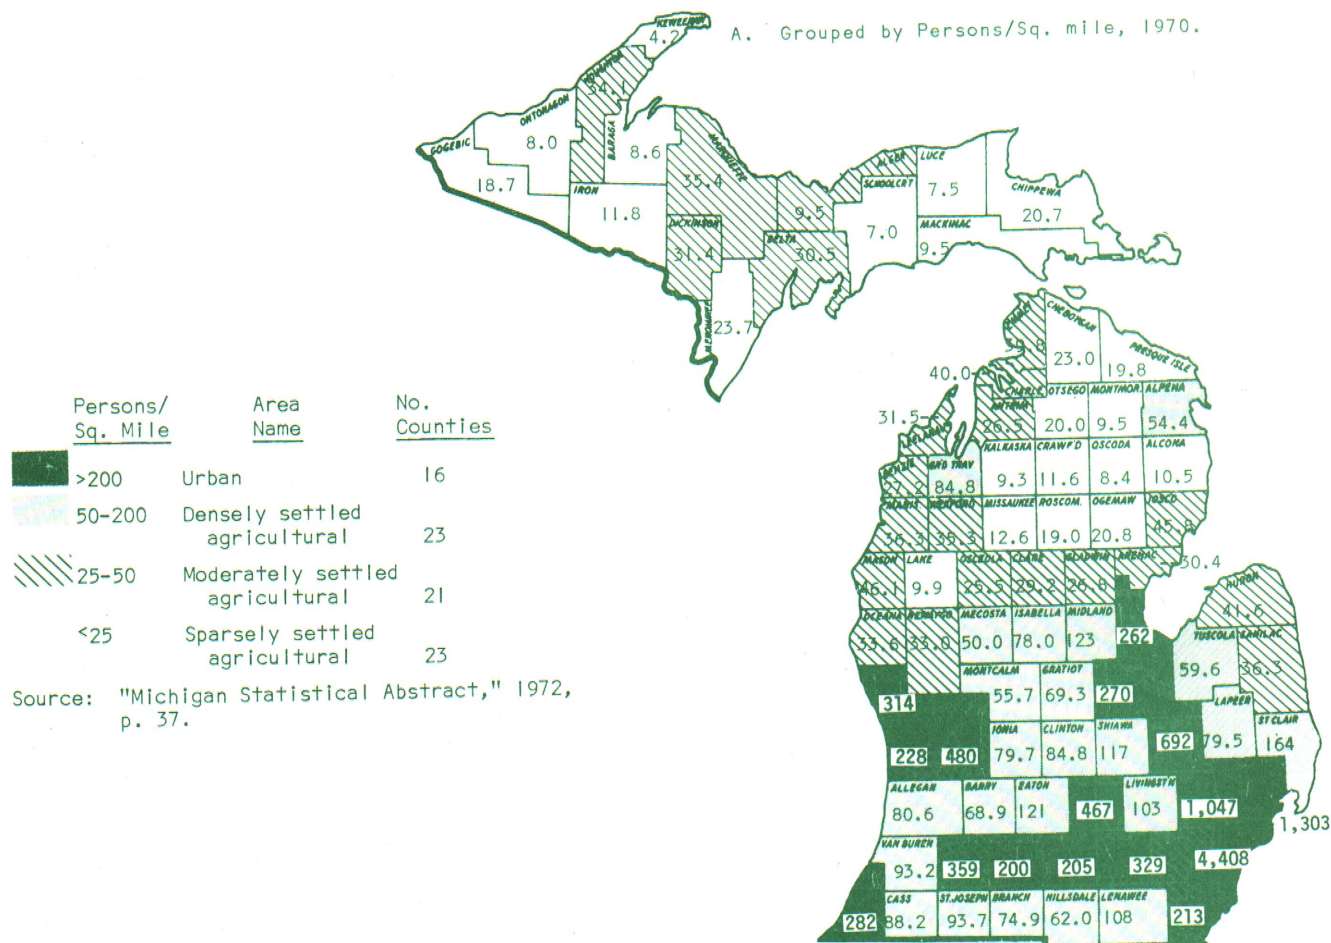 A. Grouped by Persons/Sq. mile, 1970.
KEWEENAW
4.2
HOUGHTON
34.1
ONTONAGON
8.0
GOGEBIC
18.7
BARAGA
8.6
IRON
11.8
MARQUETTE
35.4
DICKINSON
31.4
MENOMINEE
23.7
DELTA
30.5
ALGER
9.5
SCHOOLCR'T
7.0
LUCE
7.5
CHIPPEWA
20.7
MACKINAC
9.5
EMMET
39.8
CHEBOYGAN
23.0
PRESQUE ISLE
19.8
40.0
CHARLE.
OTSEGO
20.0
MONTMOR.
9.5
ALPENA
54.4
ANTRIM
26.5
31.5
LEELANAU
BENZIE
27.2
GR'D TRAV
84.8
KALKASKA
9.3
CRAWF'D
11.6
OSCODA
8.4
ALCONA
10.5
MANIS.
36.3
WEXFORD
35.3
MISSAUKEE
12.6
ROSCOM.
19.0
OGEMAW
20.8
IOSCO
45.8
MASON
46.1
LAKE
9.9
OSCEOLA
25.5
CLARE
29.2
GLADWIN
26.8
ARENAC
30.4
HURON
41.6
OCEANA
33.6
NEWAYGO
33.0
MECOSTA
50.0
ISABELLA
78.0
MIDLAND
123
262
TUSCOLA
59.6
SANILAC
36.3
314
MONTCALM
55.7
GRATIOT
69.3
270
LAPEER
79.5
ST CLAIR
164
228
480
IONIA
79.7
CLINTON
84.8
SHIAWA
117
692
ALLEGAN
80.6
BARRY
68.9
EATON
121
467
LIVINGST'N
103
1,047
1,303
VAN BUREN
93.2
359
200
205
329
4,408
282
CASS
88.2
ST.JOSEPH
93.7
BRANCH
74.9
HILLSDALE
62.0
LENAWEE
108
213
Persons/ Area No.
Sq. Mile Name Counties
>200 Urban 16
50-200 Densely settled
agricultural 23
25-50 Moderately settled
agricultural 21
<25 Sparsely settled
agricultural 23
Source: "Michigan Statistical Abstract," 1972,
p. 37.